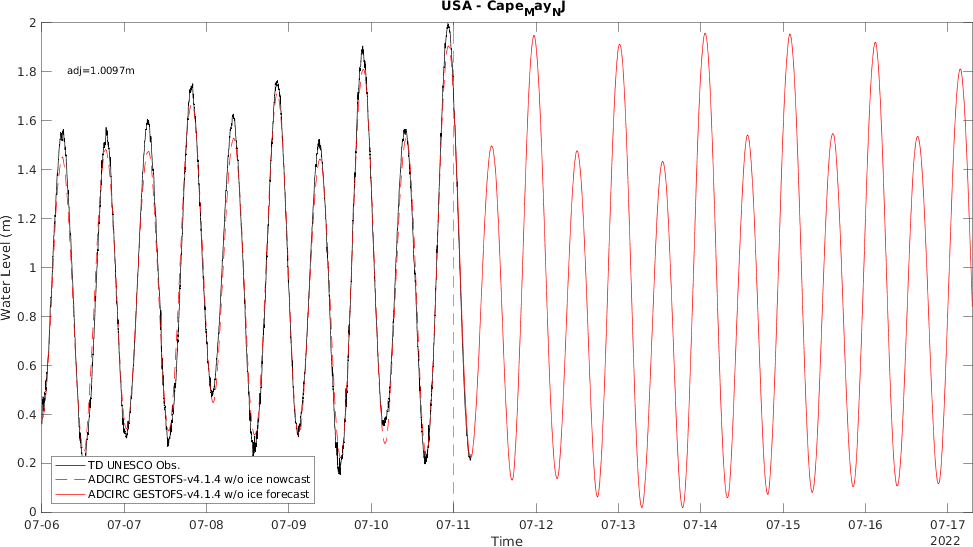 USA - Cape_May_NJ
adj=1.0097m
2
1.8
1.6
1.4
1.2
1
0.8
0.6
0.4
0.2
0
Water Level (m)
TD UNESCO Obs.
ADCIRC GESTOFS-v4.1.4 w/o ice nowcast
ADCIRC GESTOFS-v4.1.4 w/o ice forecast
07-06 07-07 07-08 07-09 07-10 07-11 07-12 07-13 07-14 07-15 07-16 07-17
Time 2022